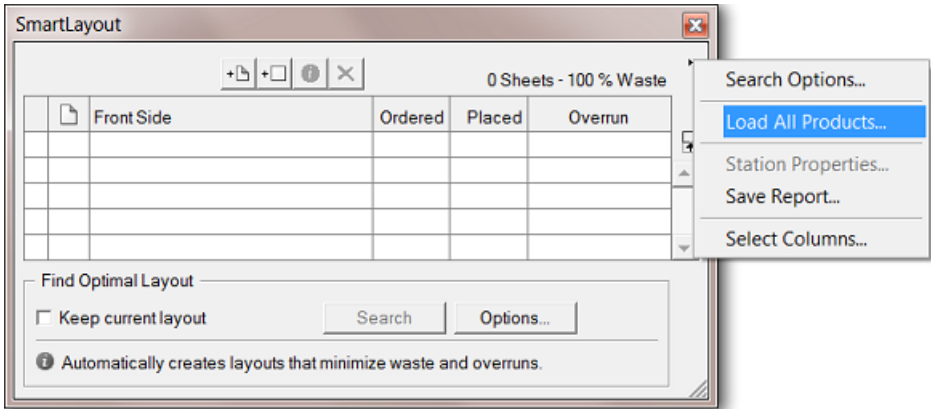 SmartLayout
0 Sheets - 100 % Waste
Front Side Ordered Placed Overrun
Search Options...
Load All Products...
Station Properties...
Save Report...
Select Columns...
Find Optimal Layout
Keep current layout Search Options...
Automatically creates layouts that minimize waste and overruns.